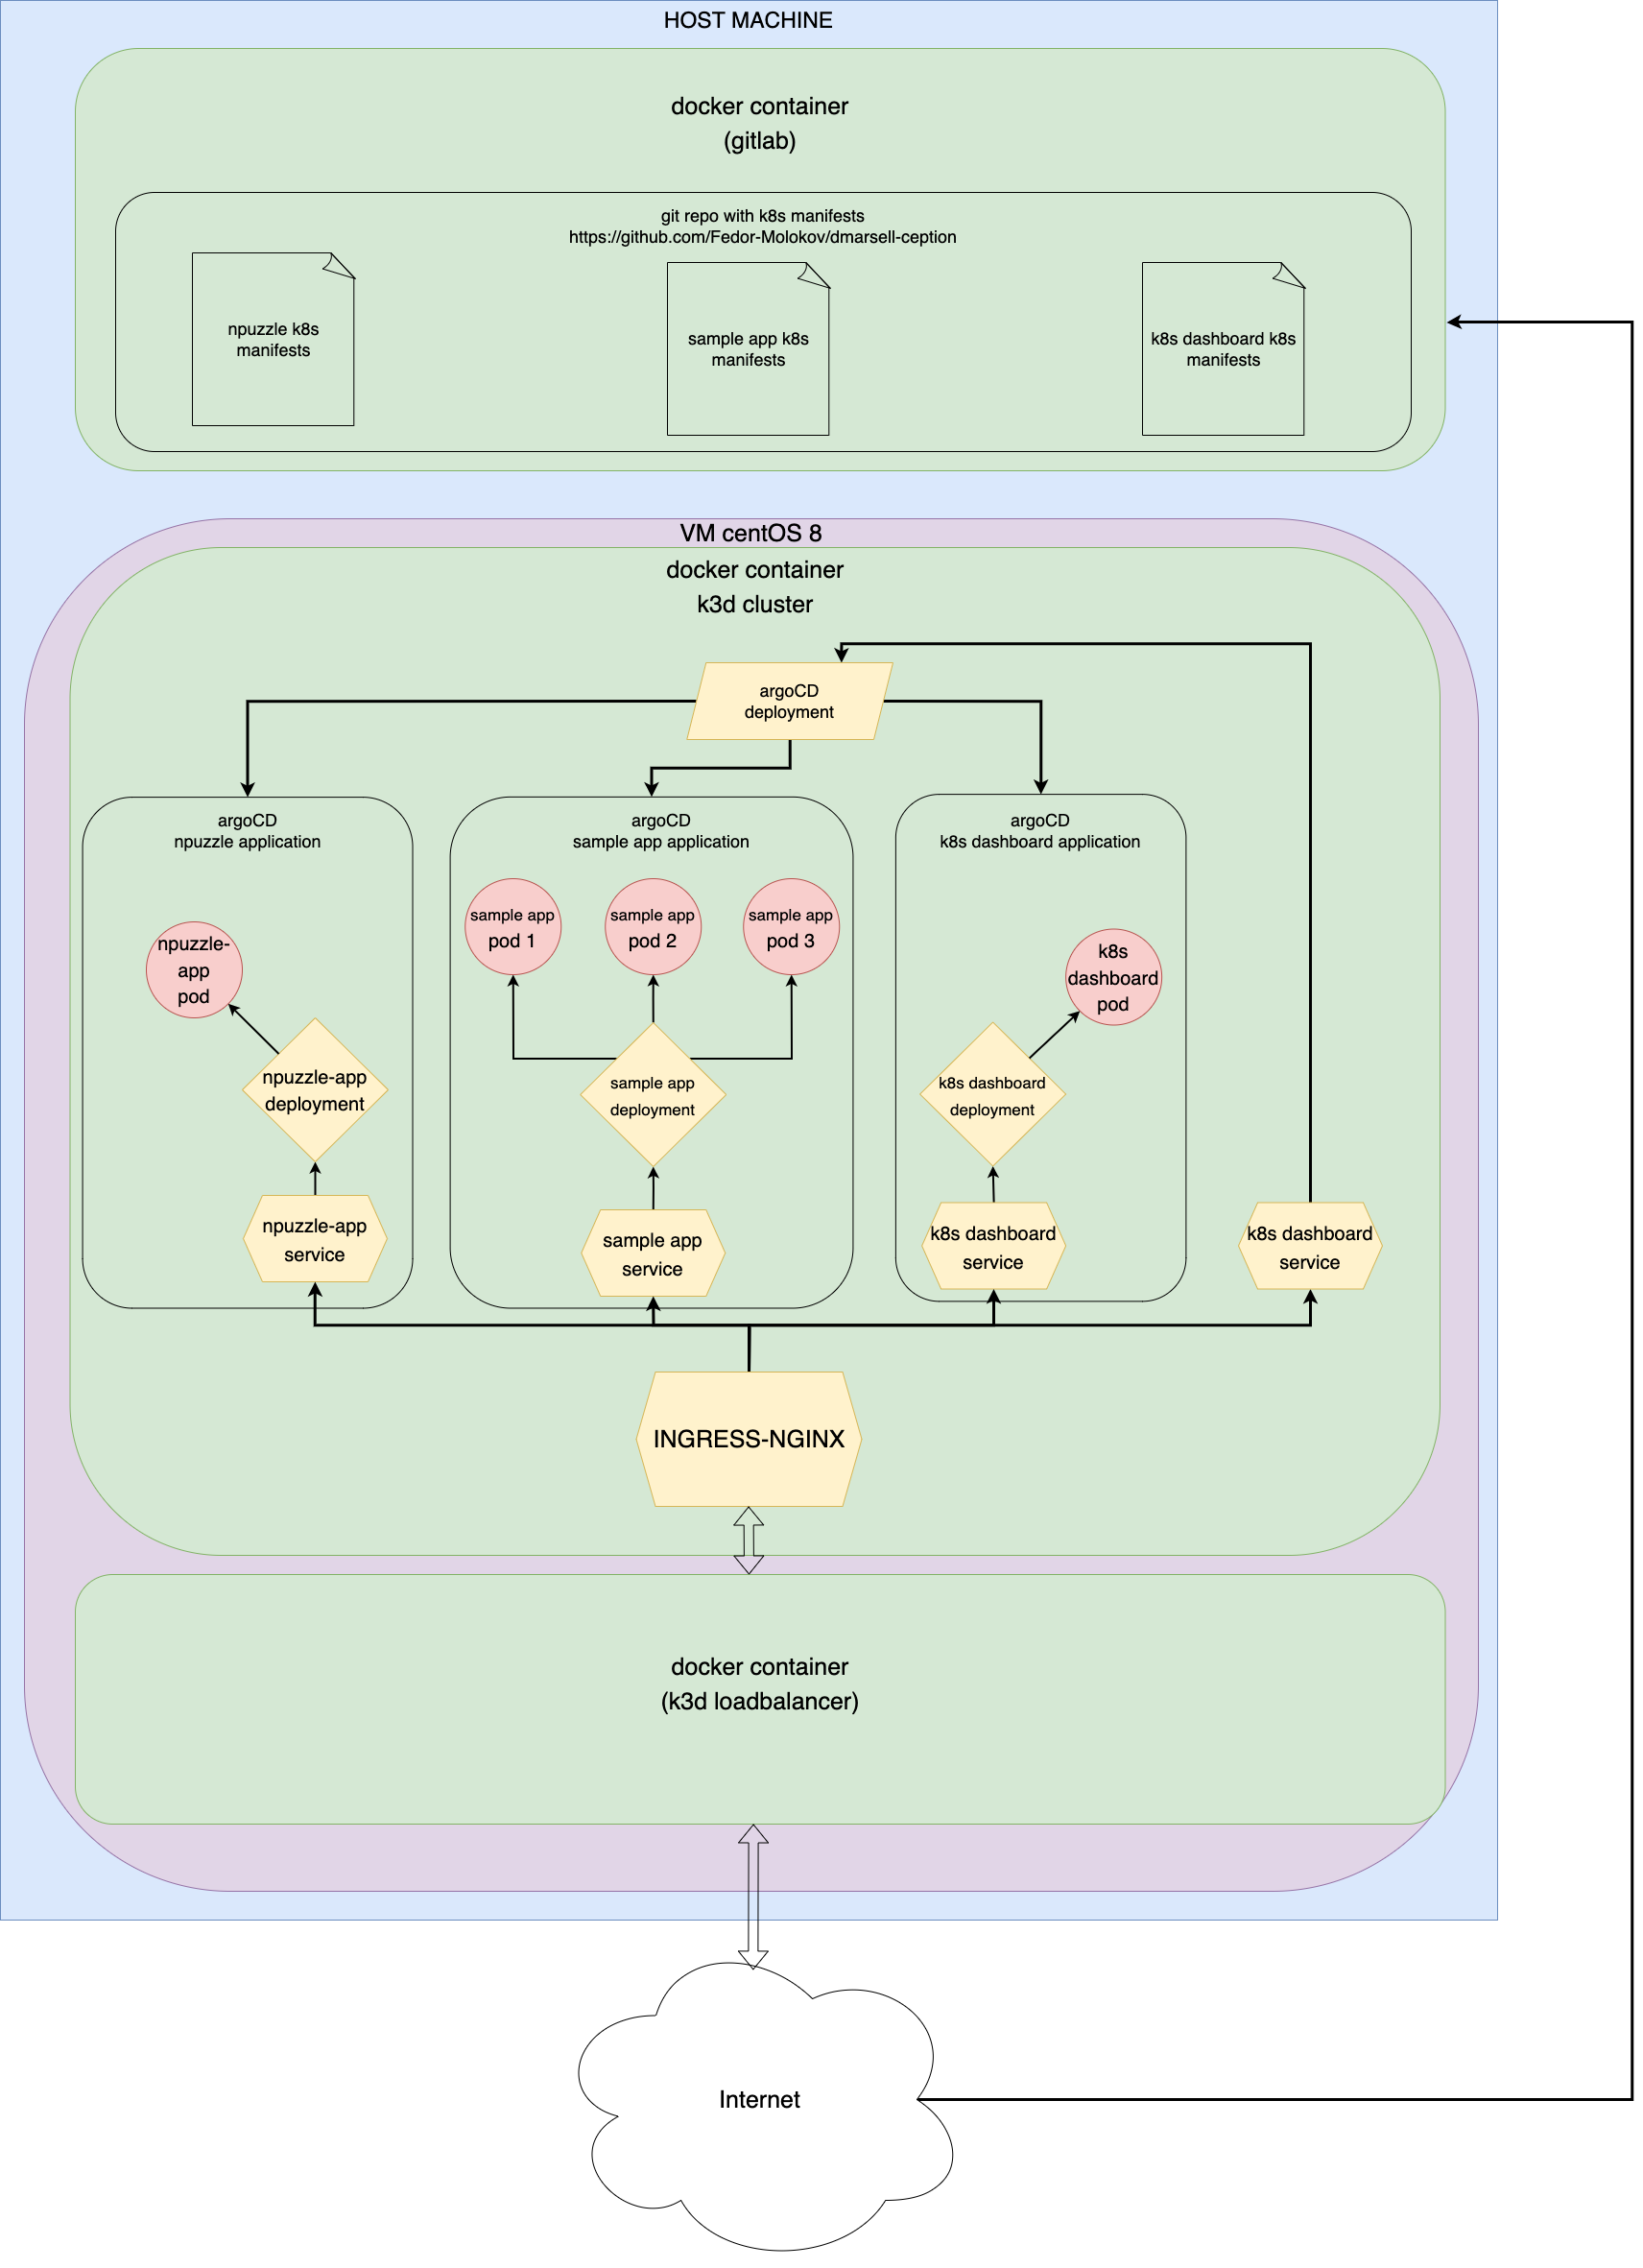 HOST MACHINE
docker container
(gitlab)
git repo with k8s manifests
https://github.com/Fedor-Molokov/dmarsell-ception
npuzzle k8s
manifests
sample app k8s
manifests
k8s dashboard k8s
manifests
VM centOS 8
docker container
k3d cluster
argoCD
deployment
argoCD
npuzzle application
argoCD
sample app application
argoCD
k8s dashboard application
npuzzle-
app
pod
sample app
pod 1
sample app
pod 2
sample app
pod 3
k8s
dashboard
pod
npuzzle-app
deployment
sample app
deployment
k8s dashboard
deployment
npuzzle-app
service
sample app
service
k8s dashboard
service
k8s dashboard
service
INGRESS-NGINX
docker container
(k3d loadbalancer)
Internet